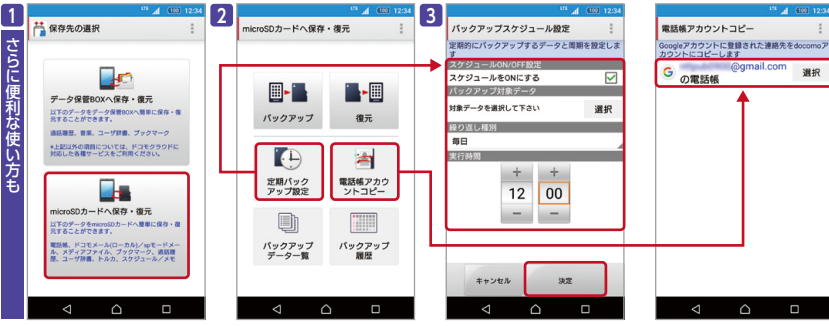 1
さらに便利な使い方も
LTE 100 12:34
保存先の選択
データ保管BOXへ保存・復元
以下のデータをデータ保管BOXへ簡単に保存・復
元することができます。
通話履歴、音楽、ユーザ辞書、ブックマーク
※上記以外の項目については、ドコモクラウドに
対応した各種サービスをご利用ください。
microSDカードへ保存・復元
以下のデータをmicroSDカードへ簡単に保存・復
元することができます。
電話帳、ドコモメール(ローカル)/spモードメー
ル、メディアファイル、ブックマーク、通話履
歴、ユーザ辞書、トルカ、スケジュール/メモ
2
LTE 100 12:34
microSDカードへ保存・復元
バックアップ
復元
定期バック
アップ設定
電話帳アカウ
ントコピー
バックアップ
データ一覧
バックアップ
履歴
3
LTE 100 12:34
バックアップスケジュール設定
定期的にバックアップするデータと周期を設定しま
す
スケジュールON/OFF設定
スケジュールをONにする
バックアップ対象データ
対象データを選択して下さい
選択
繰り返し種別
毎日
実行時間
+ +
12 00
− −
キャンセル
決定
LTE 100 12:34
電話帳アカウントコピー
Googleアカウントに登録された連絡先をdocomoア
カウントにコピーします
G
@gmail.com
の電話帳
選択